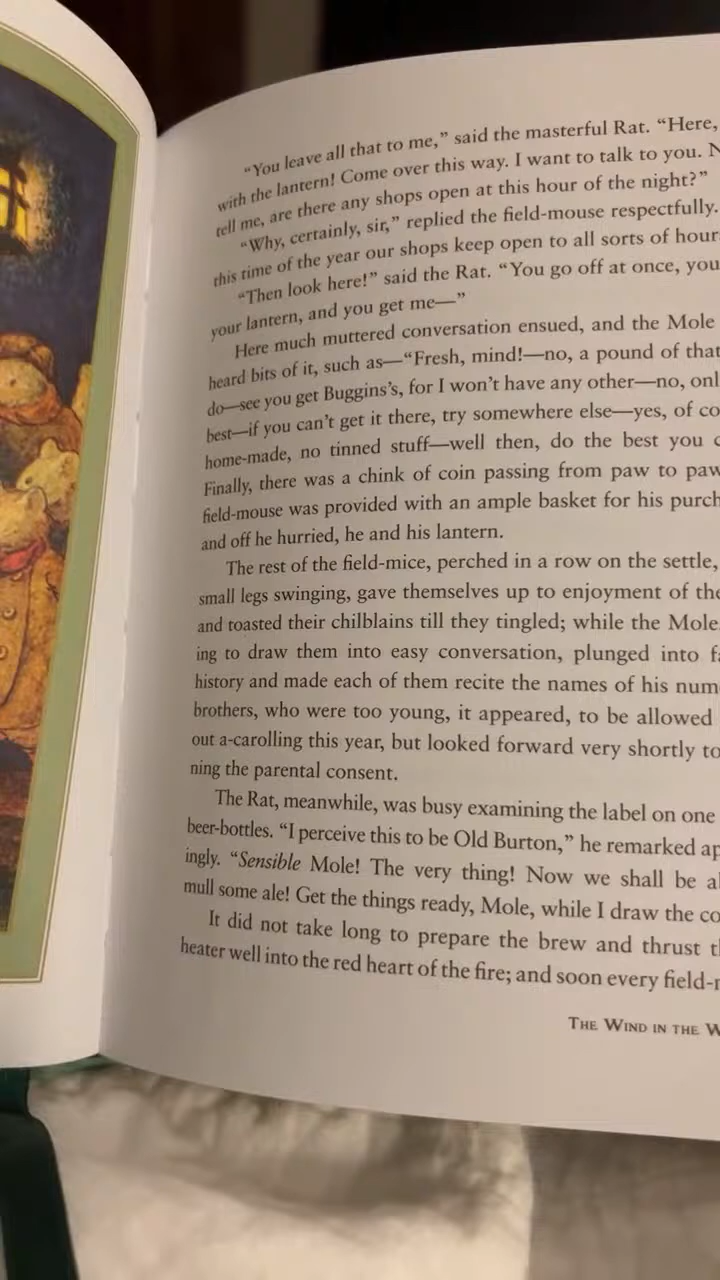 “You leave all that to me,” said the masterful Rat. “Here,
with the lantern! Come over this way. I want to talk to you.
tell me, are there any shops open at this hour of the night?”
“Why, certainly, sir,” replied the field-mouse respectfully.
this time of the year our shops keep open to all sorts of hour
“Then look here!” said the Rat. “You go off at once, you
your lantern, and you get me—”
Here much muttered conversation ensued, and the Mole
heard bits of it, such as—“Fresh, mind!—no, a pound of that
do—see you get Buggins’s, for I won’t have any other—no, onl
best—if you can’t get it there, try somewhere else—yes, of co
home-made, no tinned stuff—well then, do the best you c
Finally, there was a chink of coin passing from paw to paw
field-mouse was provided with an ample basket for his purch
and off he hurried, he and his lantern.
The rest of the field-mice, perched in a row on the settle,
small legs swinging, gave themselves up to enjoyment of the
and toasted their chilblains till they tingled; while the Mole
ing to draw them into easy conversation, plunged into fa
history and made each of them recite the names of his num
brothers, who were too young, it appeared, to be allowed
out a-carolling this year, but looked forward very shortly to
ning the parental consent.
The Rat, meanwhile, was busy examining the label on one
beer-bottles. “I perceive this to be Old Burton,” he remarked ap
ingly. “Sensible Mole! The very thing! Now we shall be al
mull some ale! Get the things ready, Mole, while I draw the co
It did not take long to prepare the brew and thrust th
heater well into the red heart of the fire; and soon every field-m
THE WIND IN THE W